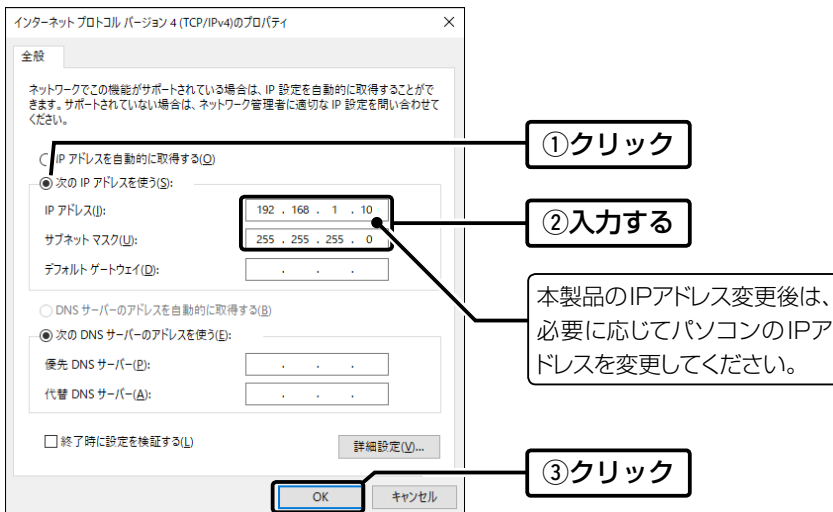 インターネット プロトコル バージョン 4 (TCP/IPv4)のプロパティ
全般
ネットワークでこの機能がサポートされている場合は、IP 設定を自動的に取得することがで
きます。サポートされていない場合は、ネットワーク管理者に適切な IP 設定を問い合わせて
ください。
IP アドレスを自動的に取得する(O)
次の IP アドレスを使う(S):
IP アドレス(I):
192 . 168 . 1 . 10
サブネット マスク(U):
255 . 255 . 255 . 0
デフォルト ゲートウェイ(D):
. . .
DNS サーバーのアドレスを自動的に取得する(B)
次の DNS サーバーのアドレスを使う(E):
優先 DNS サーバー(P):
. . .
代替 DNS サーバー(A):
. . .
終了時に設定を検証する(L)
詳細設定(V)...
OK
キャンセル
①クリック
②入力する
本製品のIPアドレス変更後は、
必要に応じてパソコンのIPア
ドレスを変更してください。
③クリック